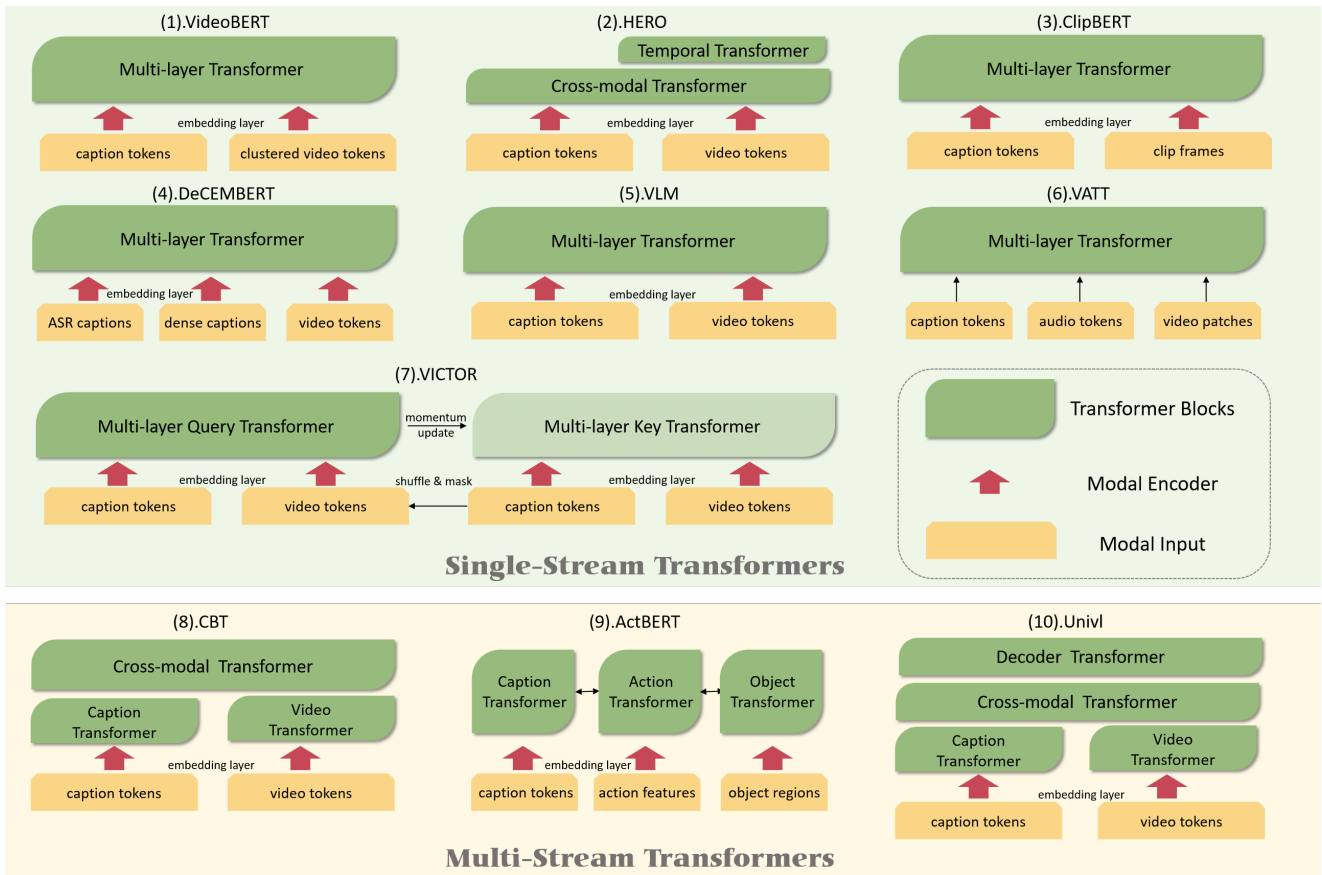 (1).VideoBERT
Multi-layer Transformer
embedding layer
caption tokens
clustered video tokens
(2).HERO
Temporal Transformer
Cross-modal Transformer
embedding layer
caption tokens
video tokens
(3).ClipBERT
Multi-layer Transformer
embedding layer
caption tokens
clip frames
(4).DeCEMBERT
Multi-layer Transformer
embedding layer
ASR captions
dense captions
video tokens
(5).VLM
Multi-layer Transformer
embedding layer
caption tokens
video tokens
(6).VATT
Multi-layer Transformer
caption tokens
audio tokens
video patches
(7).VICTOR
Multi-layer Query Transformer
momentum
update
Multi-layer Key Transformer
embedding layer
shuffle & mask
embedding layer
caption tokens
video tokens
caption tokens
video tokens
Transformer Blocks
Modal Encoder
Modal Input
Single-Stream Transformers
(8).CBT
Cross-modal Transformer
Caption
Transformer
Video
Transformer
embedding layer
caption tokens
video tokens
(9).ActBERT
Caption
Transformer
Action
Transformer
Object
Transformer
embedding layer
caption tokens
action features
object regions
(10).Univl
Decoder Transformer
Cross-modal Transformer
Caption
Transformer
Video
Transformer
embedding layer
caption tokens
video tokens
Multi-Stream Transformers